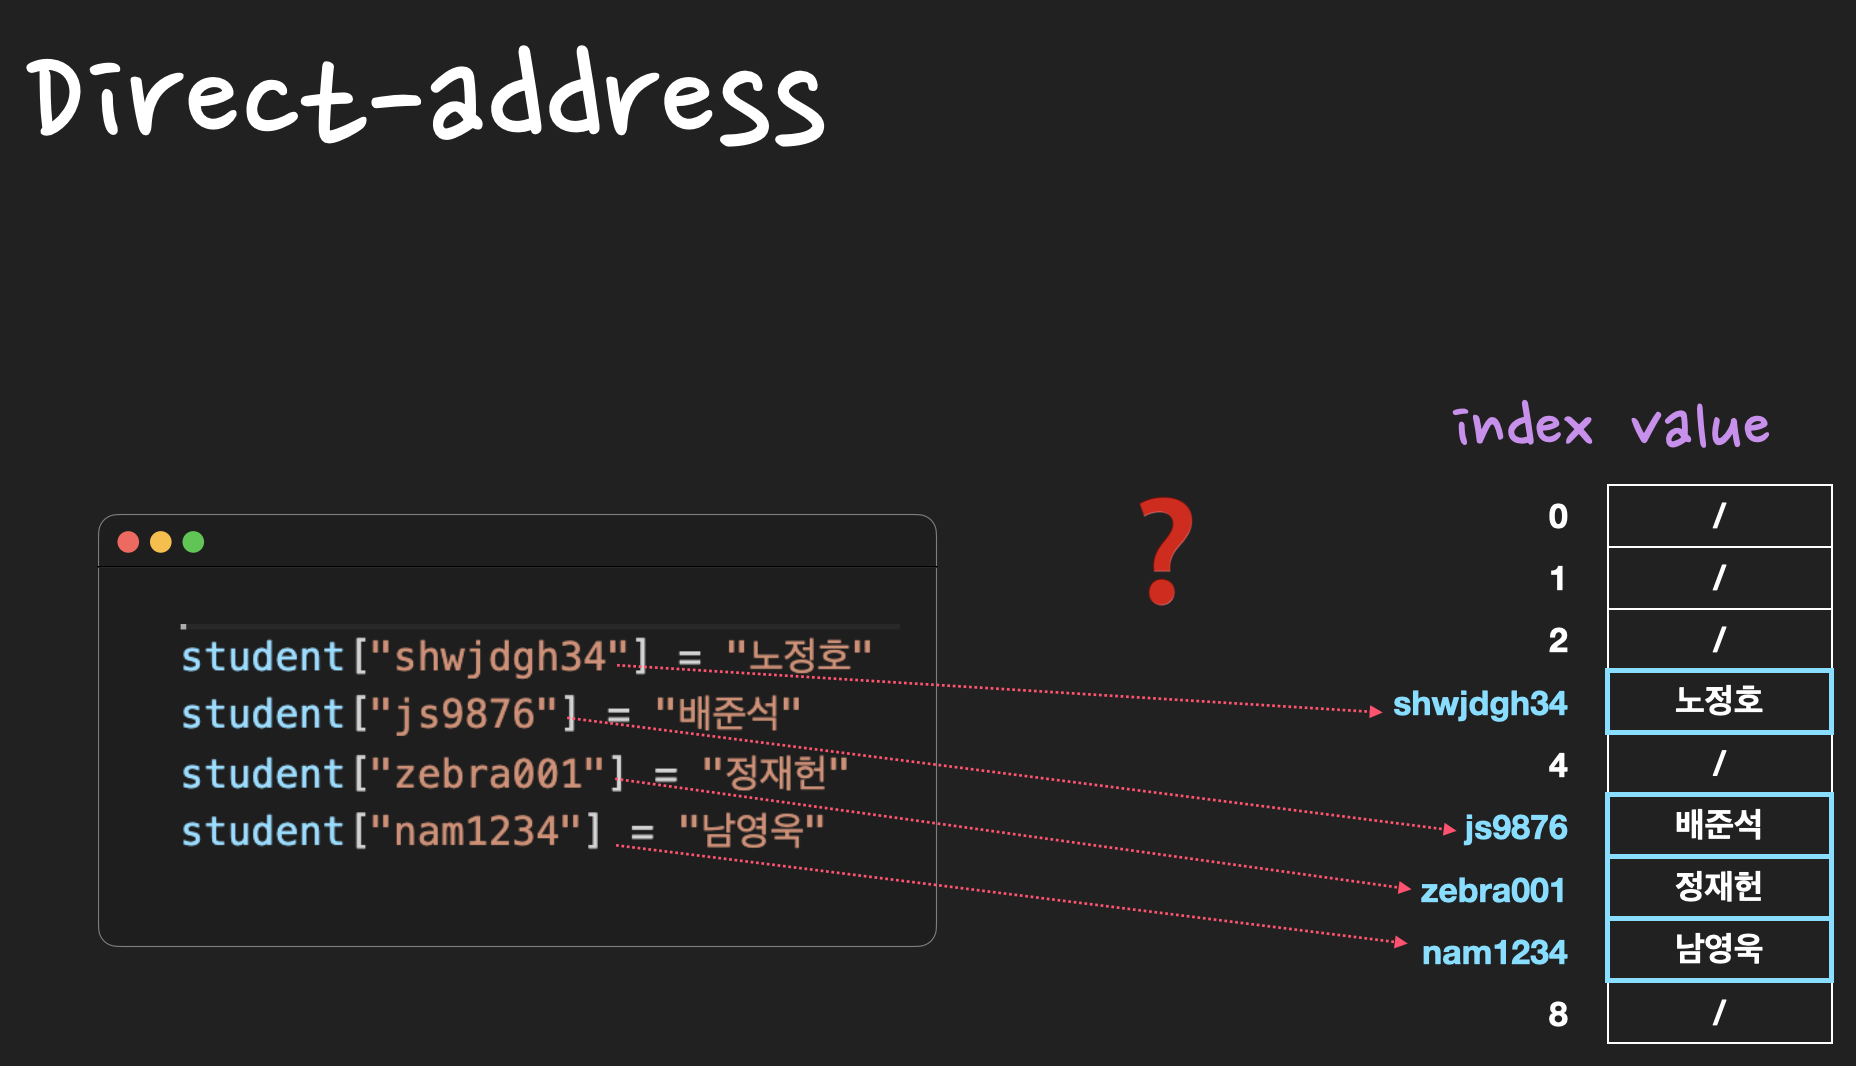 Direct-address
student["shwjdgh34"] = "노정호"
student["js9876"] = "배준석"
student["zebra001"] = "정재헌"
student["nam1234"] = "남영욱"
?
index value
0 /
1 /
2 /
shwjdgh34 노정호
4 /
js9876 배준석
zebra001 정재헌
nam1234 남영욱
8 /